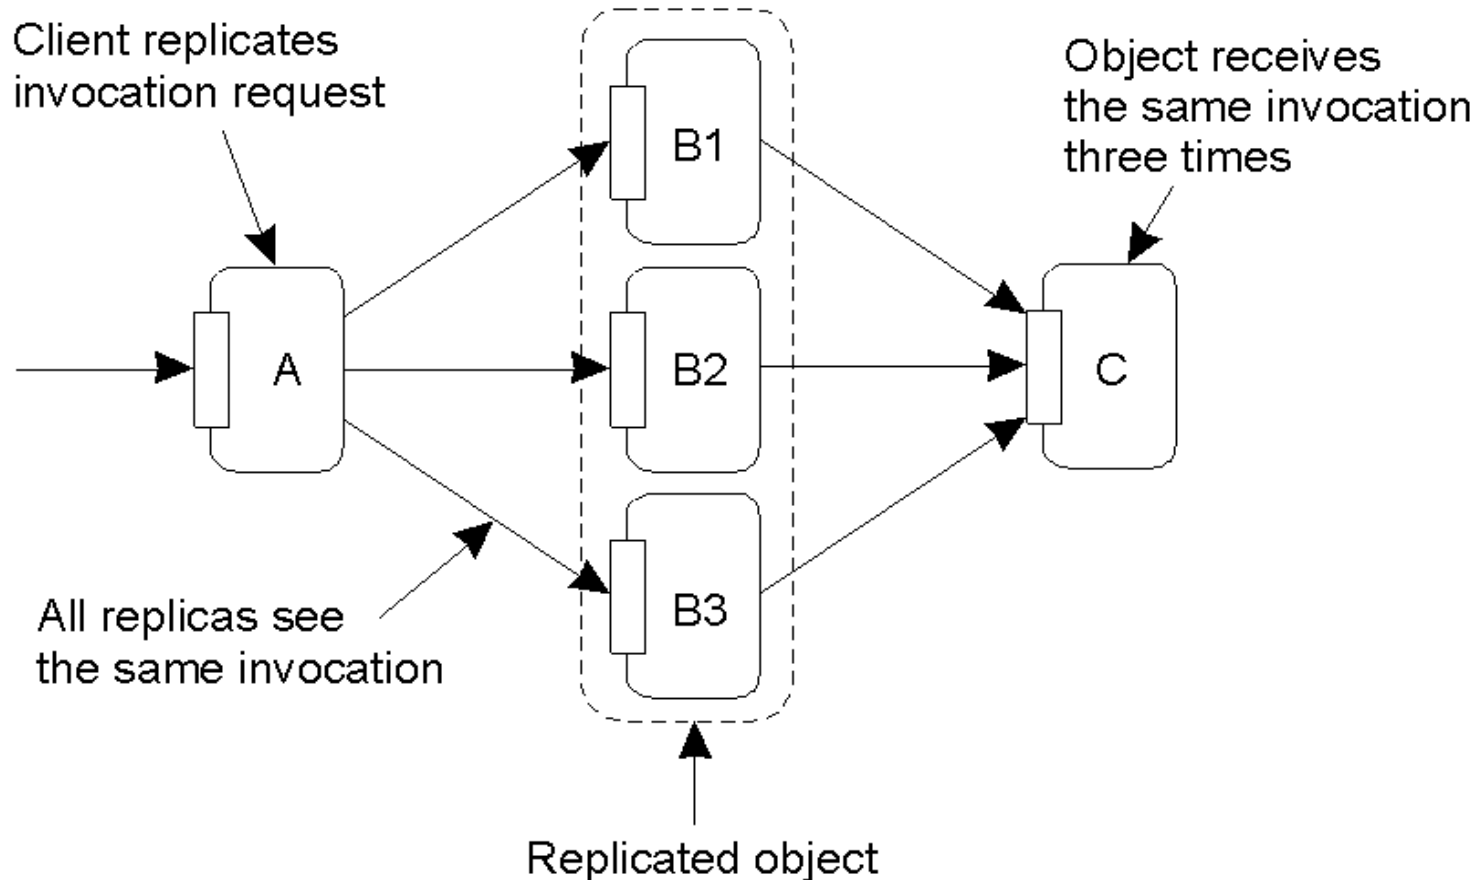 Client replicates
invocation request
Object receives
the same invocation
three times
B1
A
B2
C
B3
All replicas see
the same invocation
Replicated object